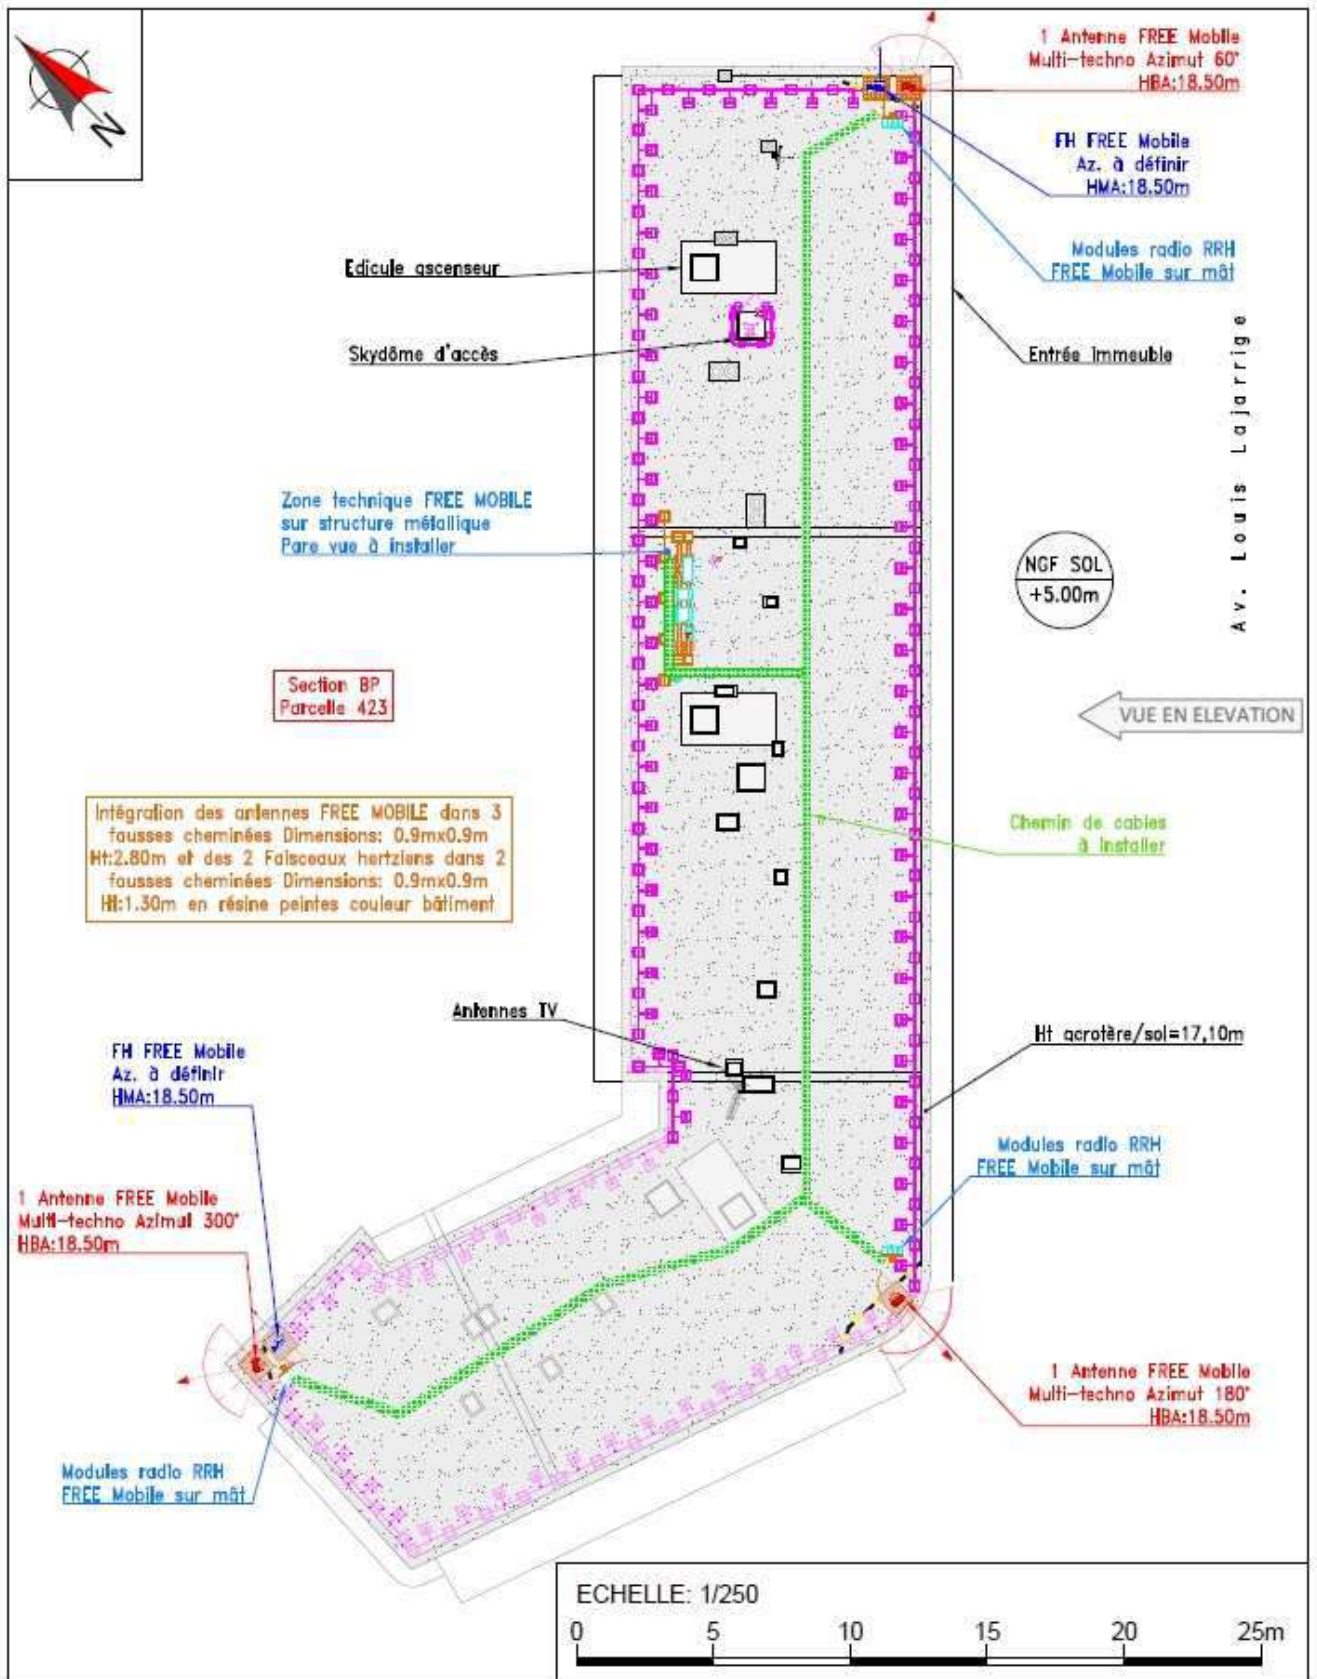 N
1 Antenne FREE Mobile
Multi-techno Azimut 60°
HBA:18.50m
FH FREE Mobile
Az. à définir
HMA:18.50m
Modules radio RRH
FREE Mobile sur mât
Edicule ascenseur
Skydôme d'accès
Entrée immeuble
Av. Louis Lajarrige
Zone technique FREE MOBILE
sur structure métallique
Pare vue à installer
NGF SOL
+5.00m
Section BP
Parcelle 423
VUE EN ELEVATION
Intégration des antennes FREE MOBILE dans 3
fausses cheminées Dimensions: 0.9mx0.9m
Ht:2.80m et des 2 Faisceaux hertziens dans 2
fausses cheminées Dimensions: 0.9mx0.9m
Ht:1.30m en résine peintes couleur bâtiment
Chemin de cables
à installer
Antennes TV
Ht acrotère/sol=17,10m
FH FREE Mobile
Az. à définir
HMA:18.50m
Modules radio RRH
FREE Mobile sur mât
1 Antenne FREE Mobile
Multi-techno Azimut 300°
HBA:18.50m
1 Antenne FREE Mobile
Multi-techno Azimut 180°
HBA:18.50m
Modules radio RRH
FREE Mobile sur mât
ECHELLE: 1/250
0 5 10 15 20 25m